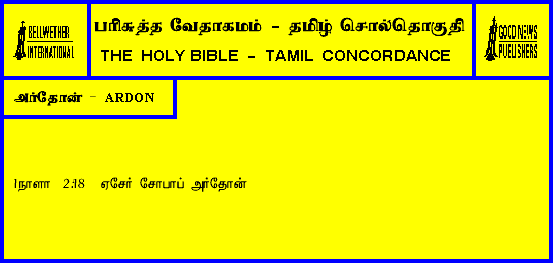 BELLWETHER
INTERNATIONAL
பரிசுத்த வேதாகமம் - தமிழ் சொல்தொகுதி
THE HOLY BIBLE - TAMIL CONCORDANCE
GOOD NEWS
PUBLISHERS
அர்தோன் - ARDON
1நாளா 2:18 ஏசேர் சோபாப் அர்தோன்